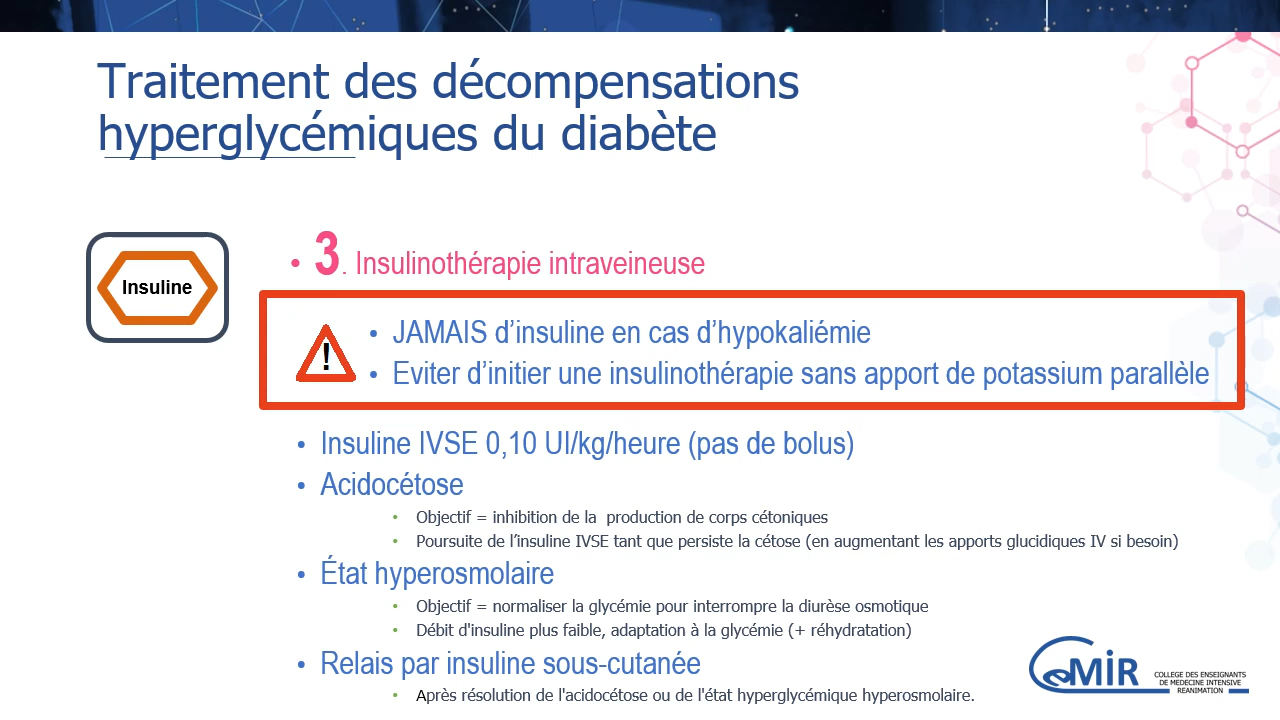 Traitement des décompensations
hyperglycémiques du diabète
Insuline
• 3. Insulinothérapie intraveineuse
!
• JAMAIS d’insuline en cas d’hypokaliémie
• Eviter d’initier une insulinothérapie sans apport de potassium parallèle
• Insuline IVSE 0,10 UI/kg/heure (pas de bolus)
• Acidocétose
• Objectif = inhibition de la production de corps cétoniques
• Poursuite de l’insuline IVSE tant que persiste la cétose (en augmentant les apports glucidiques IV si besoin)
• État hyperosmolaire
• Objectif = normaliser la glycémie pour interrompre la diurèse osmotique
• Débit d'insuline plus faible, adaptation à la glycémie (+ réhydratation)
• Relais par insuline sous-cutanée
• Après résolution de l'acidocétose ou de l'état hyperglycémique hyperosmolaire.
CeMIR
COLLEGE DES ENSEIGNANTS
DE MEDECINE INTENSIVE
REANIMATION